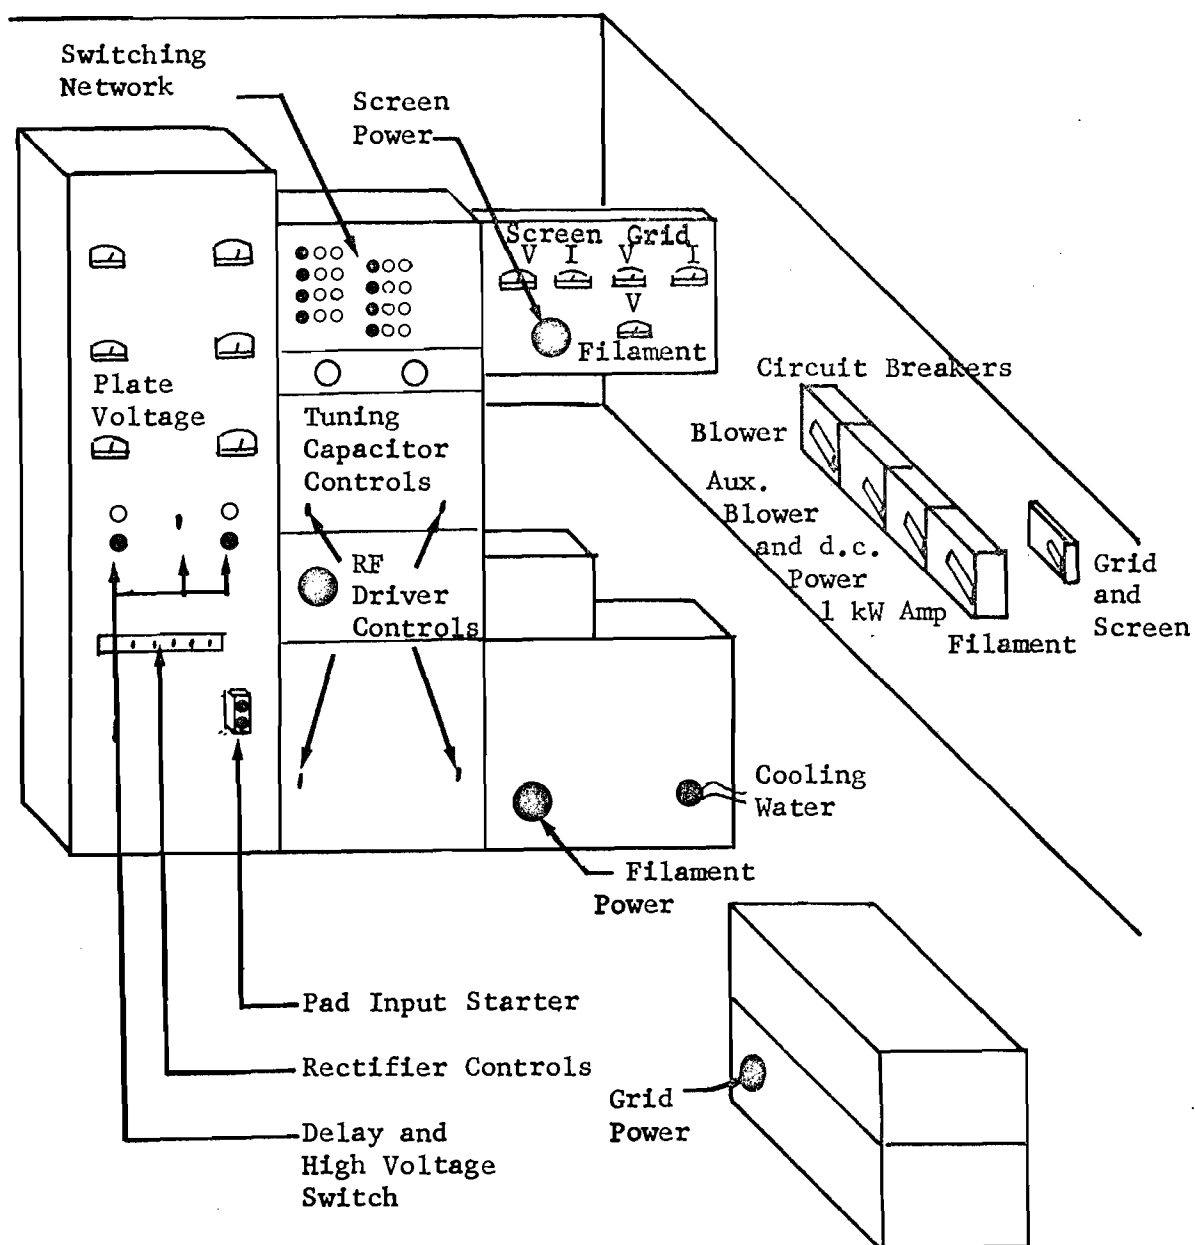 Switching
Network
Screen
Power
Screen Grid
V I V I
V
Filament
Plate
Voltage
Tuning
Capacitor
Controls
RF
Driver
Controls
Circuit Breakers
Blower
Aux.
Blower
and d.c.
Power
1 kW Amp
Filament
Grid
and
Screen
Cooling
Water
Filament
Power
Pad Input Starter
Rectifier Controls
Delay and
High Voltage
Switch
Grid
Power